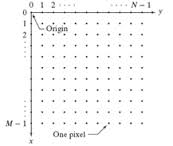 0 1 2 · · · · · · · · N − 1
y
0
Origin
1
2
M − 1
One pixel
x